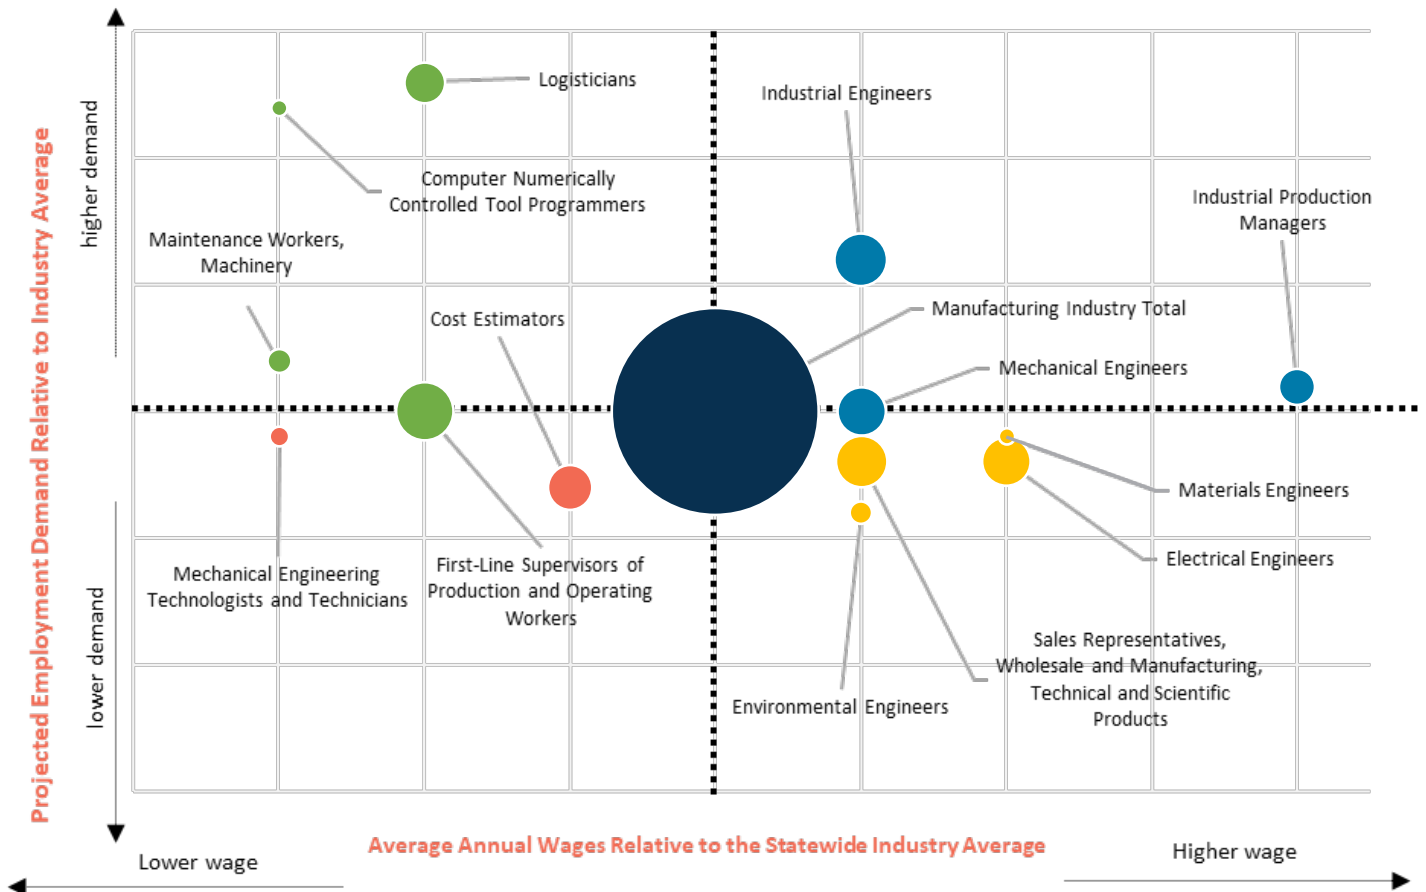 Logisticians
Industrial Engineers
Computer Numerically
Controlled Tool Programmers
Industrial Production
Managers
Maintenance Workers,
Machinery
Cost Estimators
Manufacturing Industry Total
Mechanical Engineers
Materials Engineers
Electrical Engineers
Mechanical Engineering
Technologists and Technicians
First-Line Supervisors of
Production and Operating
Workers
Sales Representatives,
Wholesale and Manufacturing,
Technical and Scientific
Products
Environmental Engineers
Projected Employment Demand Relative to Industry Average
higher demand
lower demand
Average Annual Wages Relative to the Statewide Industry Average
Lower wage
Higher wage